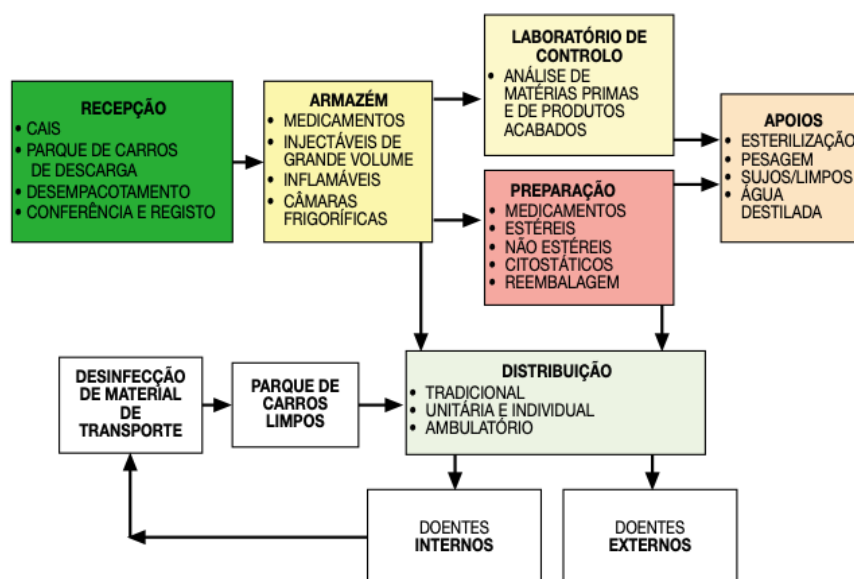 RECEPÇÃO
• CAIS
• PARQUE DE CARROS
DE DESCARGA
• DESEMPACOTAMENTO
• CONFERÊNCIA E REGISTO
ARMAZÉM
• MEDICAMENTOS
• INJECTÁVEIS DE
GRANDE VOLUME
• INFLAMÁVEIS
• CÂMARAS
FRIGORÍFICAS
LABORATÓRIO DE
CONTROLO
• ANÁLISE DE
MATÉRIAS PRIMAS
E DE PRODUTOS
ACABADOS
PREPARAÇÃO
• MEDICAMENTOS
• ESTÉREIS
• NÃO ESTÉREIS
• CITOSTÁTICOS
• REEMBALAGEM
APOIOS
• ESTERILIZAÇÃO
• PESAGEM
• SUJOS/LIMPOS
• ÁGUA
DESTILADA
DESINFECÇÃO
DE MATERIAL
DE
TRANSPORTE
PARQUE DE
CARROS
LIMPOS
DISTRIBUIÇÃO
• TRADICIONAL
• UNITÁRIA E INDIVIDUAL
• AMBULATÓRIO
DOENTES
INTERNOS
DOENTES
EXTERNOS